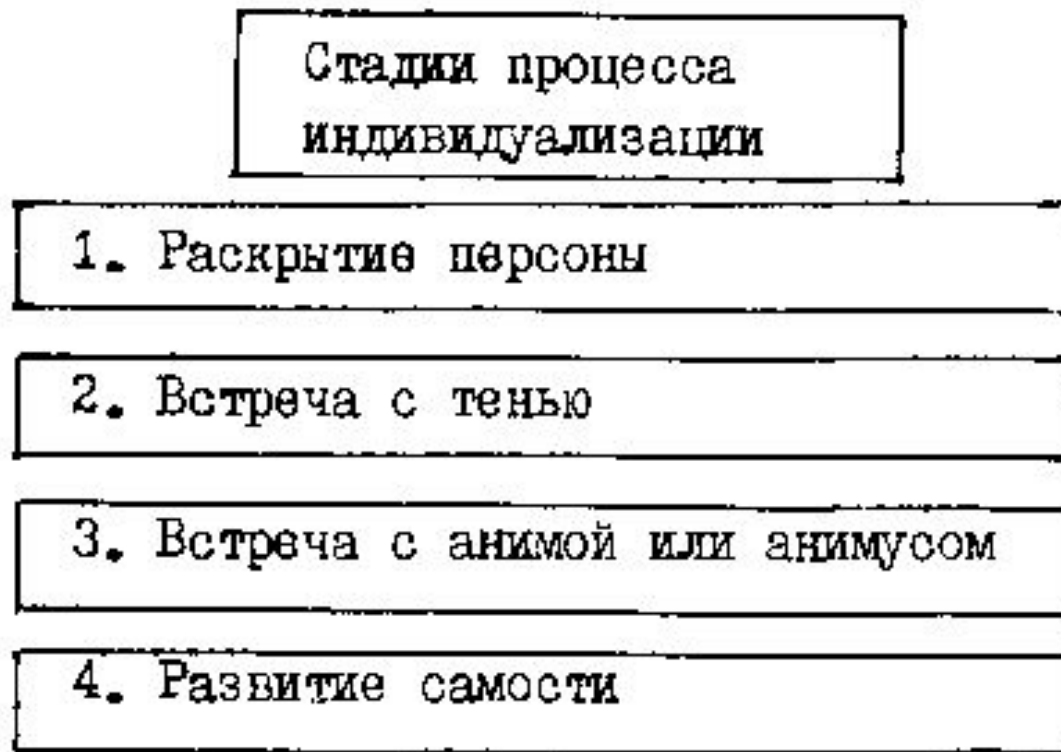 Стадии процесса
индивидуализации
1. Раскрытие персоны
2. Встреча с тенью
3. Встреча с анимой или анимусом
4. Развитие самости